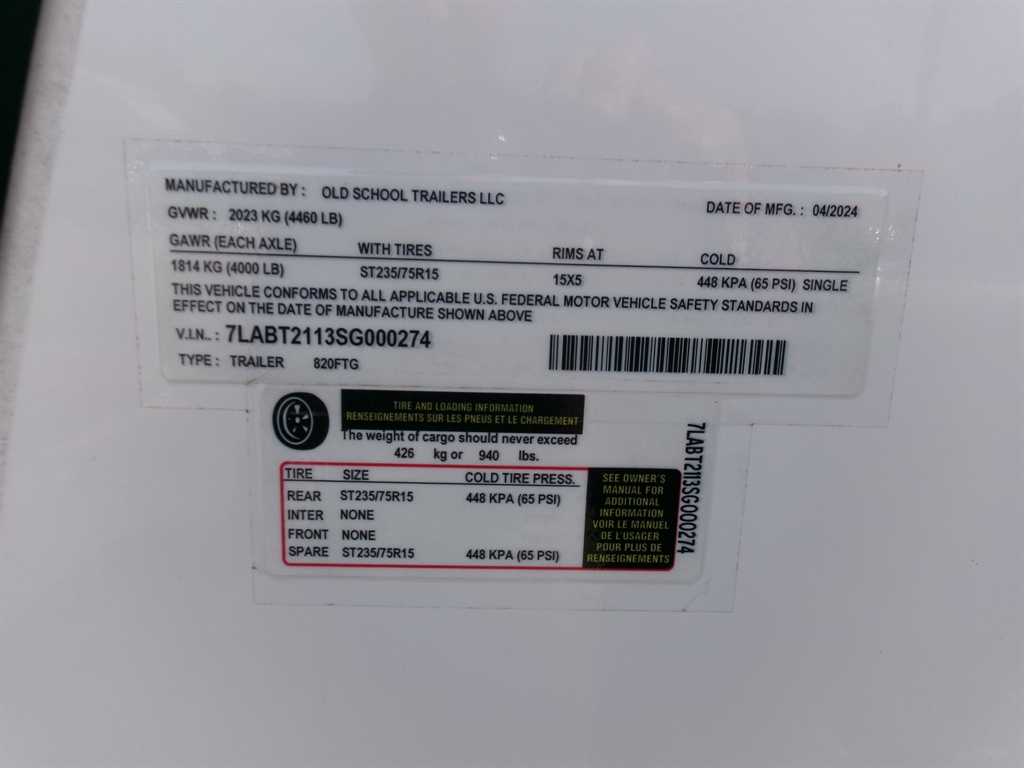 MANUFACTURED BY : OLD SCHOOL TRAILERS LLC
GVWR : 2023 KG (4460 LB) DATE OF MFG. : 04/2024
GAWR (EACH AXLE) WITH TIRES RIMS AT COLD
1814 KG (4000 LB) ST235/75R15 15X5 448 KPA (65 PSI) SINGLE
THIS VEHICLE CONFORMS TO ALL APPLICABLE U.S. FEDERAL MOTOR VEHICLE SAFETY STANDARDS IN
EFFECT ON THE DATE OF MANUFACTURE SHOWN ABOVE
V.I.N.. : 7LABT2113SG000274
TYPE : TRAILER 820FTG
TIRE AND LOADING INFORMATION
RENSEIGNEMENTS SUR LES PNEUS ET LE CHARGEMENT
The weight of cargo should never exceed
426 kg or 940 lbs.
TIRE SIZE COLD TIRE PRESS.
REAR ST235/75R15 448 KPA (65 PSI)
INTER NONE
FRONT NONE
SPARE ST235/75R15 448 KPA (65 PSI)
SEE OWNER'S
MANUAL FOR
ADDITIONAL
INFORMATION
VOIR LE MANUEL
DE L'USAGER
POUR PLUS DE
RENSEIGNEMENTS
7LABT2113SG000274